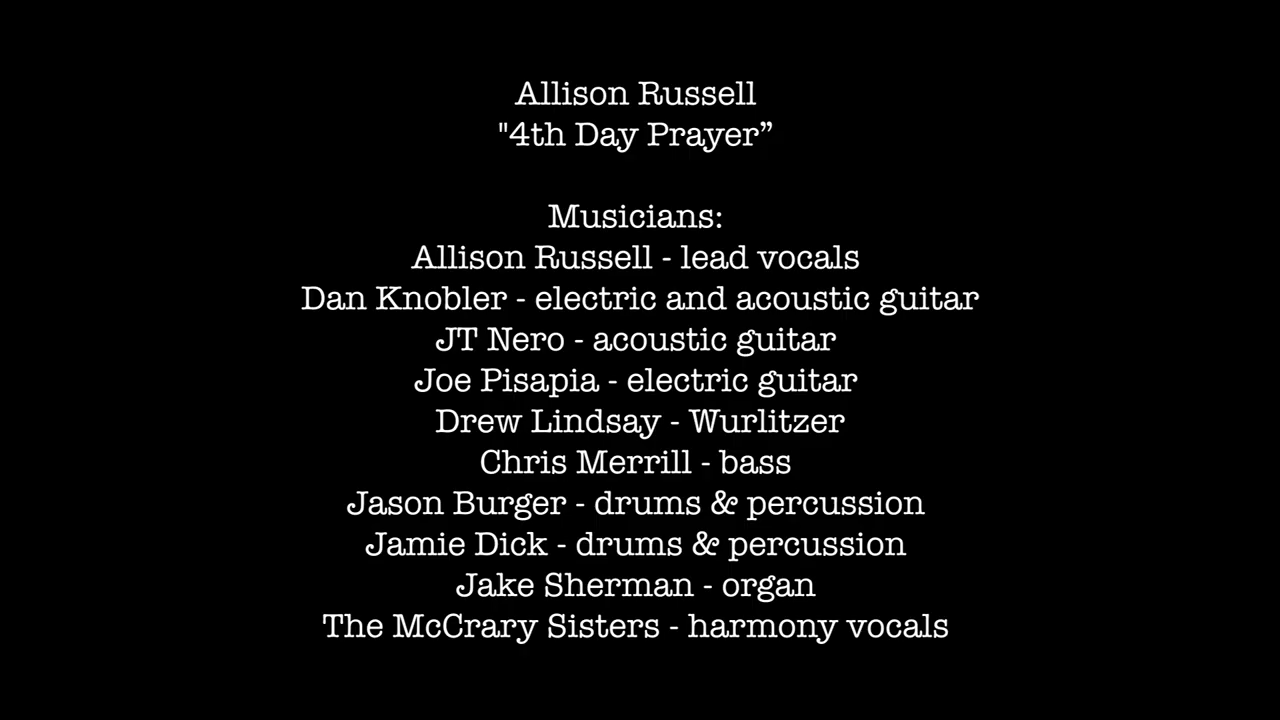 Allison Russell
"4th Day Prayer”
Musicians:
Allison Russell - lead vocals
Dan Knobler - electric and acoustic guitar
JT Nero - acoustic guitar
Joe Pisapia - electric guitar
Drew Lindsay - Wurlitzer
Chris Merrill - bass
Jason Burger - drums & percussion
Jamie Dick - drums & percussion
Jake Sherman - organ
The McCrary Sisters - harmony vocals